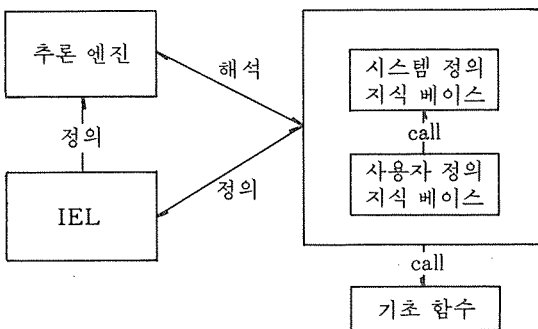 추론 엔진
해석
시스템 정의
지식 베이스
정의
call
사용자 정의
지식 베이스
IEL
정의
call
기초 함수